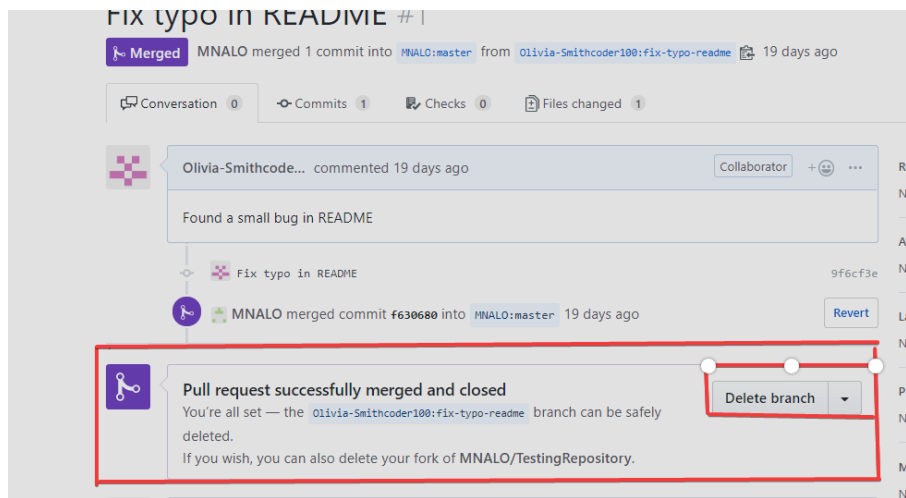 Fix typo in README #1
Merged MNALO merged 1 commit into MNALO:master from Olivia-Smithcoder100:fix-typo-readme 19 days ago
Conversation 0 Commits 1 Checks 0 Files changed 1
Olivia-Smithcode... commented 19 days ago Collaborator
Found a small bug in README
Fix typo in README 9f6cf3e
MNALO merged commit f630680 into MNALO:master 19 days ago Revert
Pull request successfully merged and closed
You're all set — the Olivia-Smithcoder100:fix-typo-readme branch can be safely
deleted.
If you wish, you can also delete your fork of MNALO/TestingRepository.
Delete branch